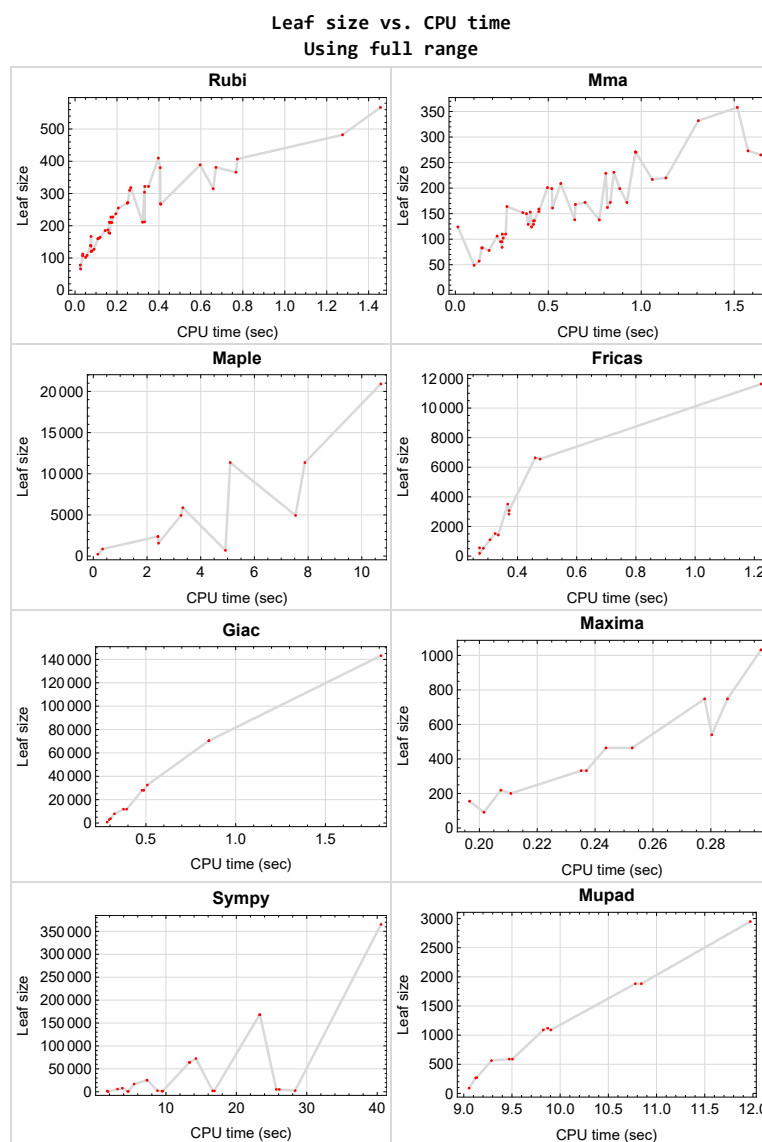 Leaf size vs. CPU time
Using full range
Rubi
Leaf size
500
400
300
200
100
0
0.0 0.2 0.4 0.6 0.8 1.0 1.2 1.4
CPU time (sec)
Mma
Leaf size
350
300
250
200
150
100
50
0
0.0 0.5 1.0 1.5
CPU time (sec)
Maple
Leaf size
20 000
15 000
10 000
5000
0
0 2 4 6 8 10
CPU time (sec)
Fricas
Leaf size
12 000
10 000
8000
6000
4000
2000
0
0.4 0.6 0.8 1.0 1.2
CPU time (sec)
Giac
Leaf size
140 000
120 000
100 000
80 000
60 000
40 000
20 000
0
0.5 1.0 1.5
CPU time (sec)
Maxima
Leaf size
1000
800
600
400
200
0
0.20 0.22 0.24 0.26 0.28
CPU time (sec)
Sympy
Leaf size
350 000
300 000
250 000
200 000
150 000
100 000
50 000
0
10 20 30 40
CPU time (sec)
Mupad
Leaf size
3000
2500
2000
1500
1000
500
0
9.0 9.5 10.0 10.5 11.0 11.5 12.0
CPU time (sec)